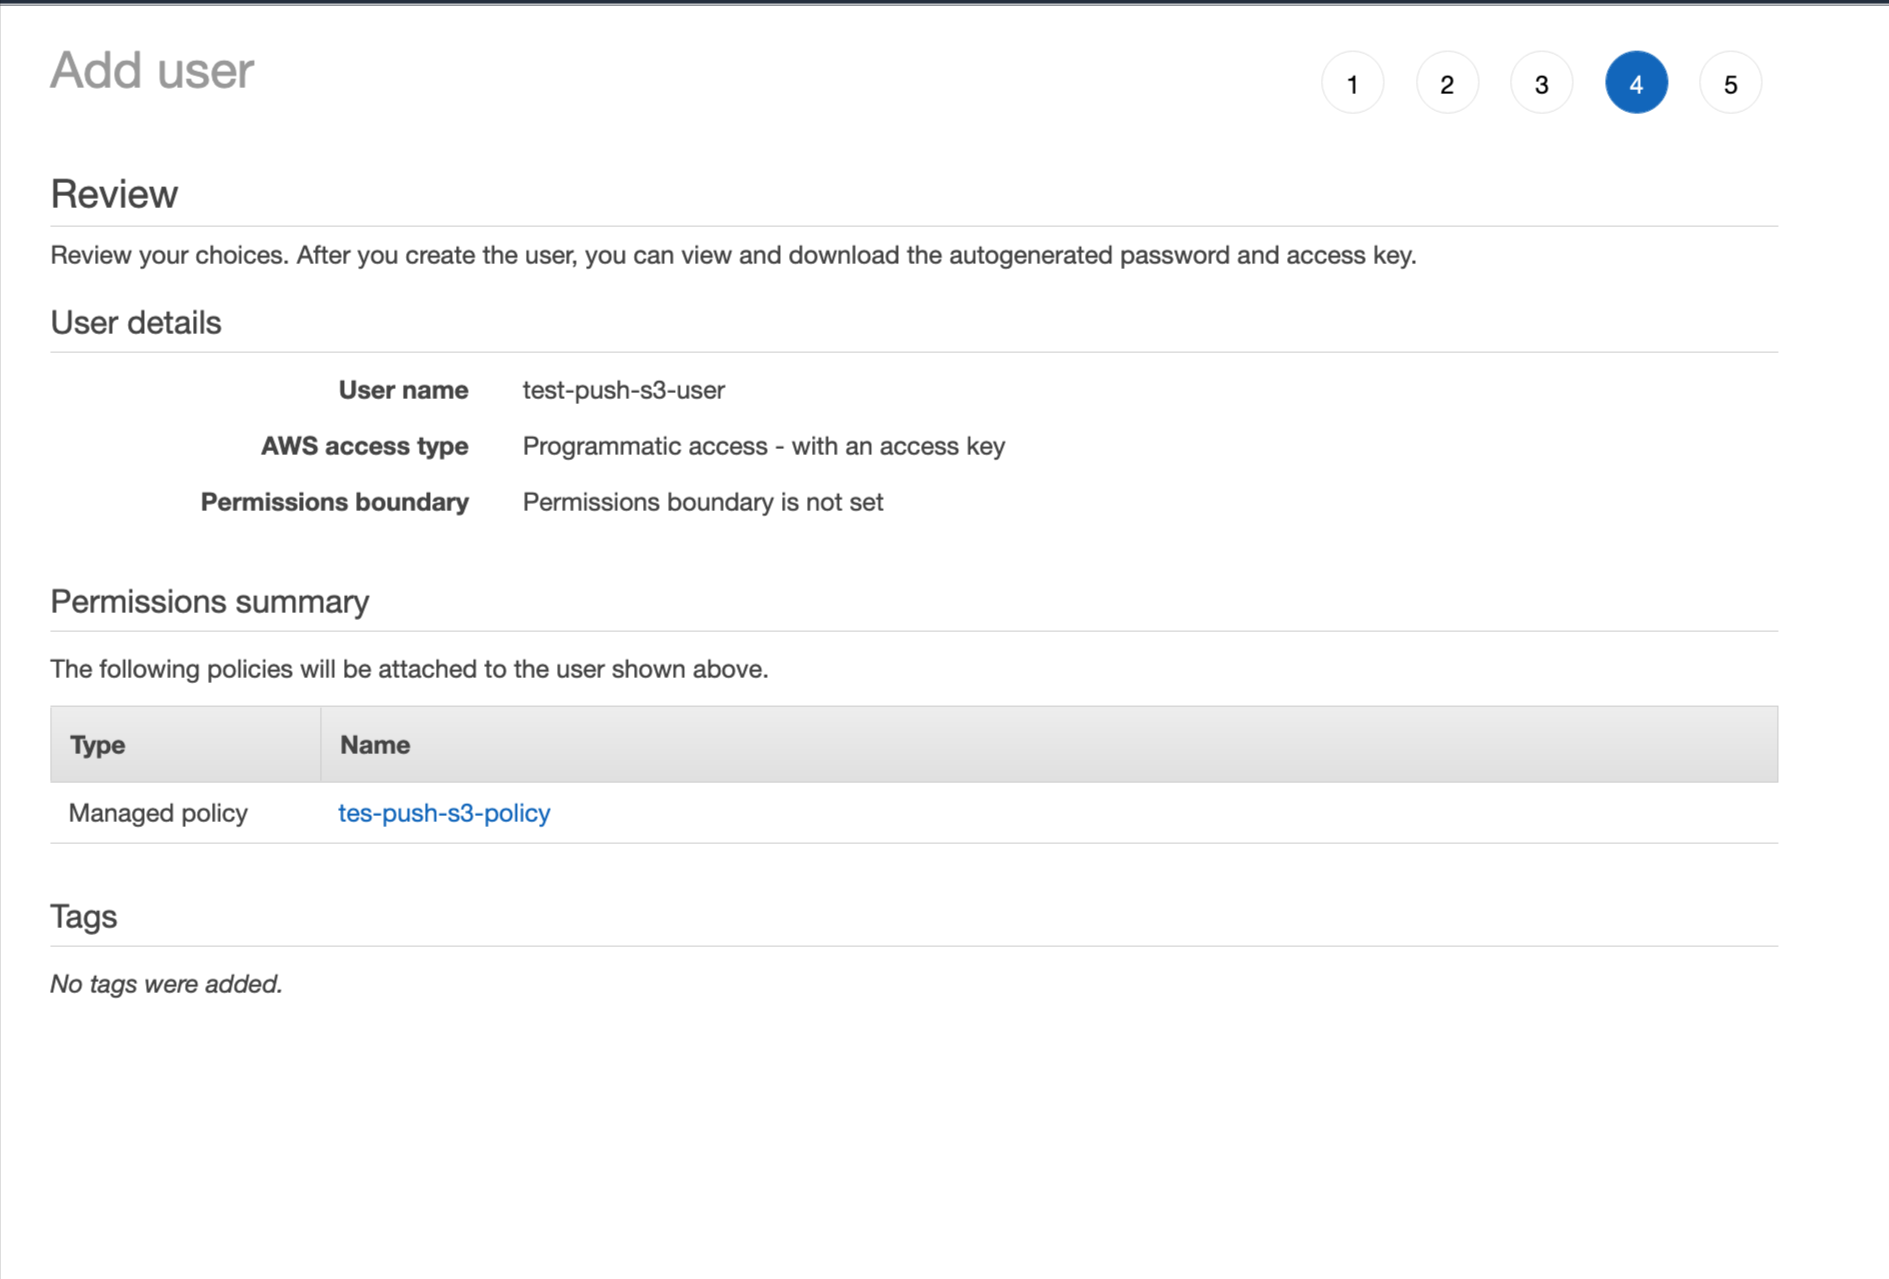 Add user
1 2 3 4 5
Review
Review your choices. After you create the user, you can view and download the autogenerated password and access key.
User details
User name test-push-s3-user
AWS access type Programmatic access - with an access key
Permissions boundary Permissions boundary is not set
Permissions summary
The following policies will be attached to the user shown above.
Type Name
Managed policy tes-push-s3-policy
Tags
No tags were added.